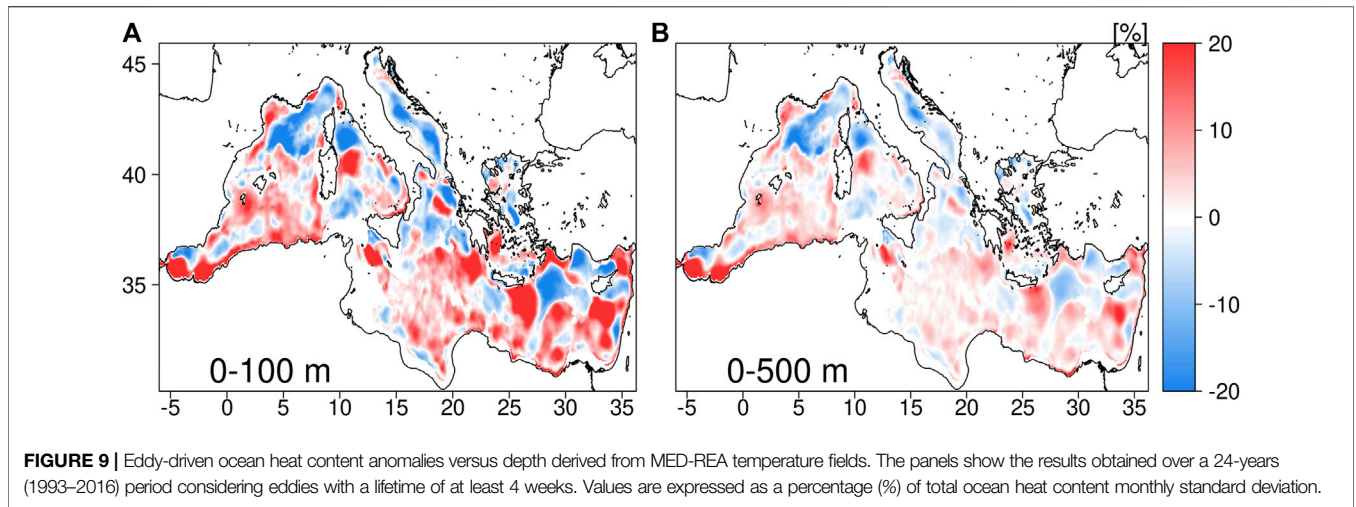 A
B
[%]
45
40
35
0-100 m
0-500 m
20
10
0
-10
-20
-5 0 5 10 15 20 25 30 35
-5 0 5 10 15 20 25 30 35
FIGURE 9 | Eddy-driven ocean heat content anomalies versus depth derived from MED-REA temperature fields. The panels show the results obtained over a 24-years
(1993–2016) period considering eddies with a lifetime of at least 4 weeks. Values are expressed as a percentage (%) of total ocean heat content monthly standard deviation.